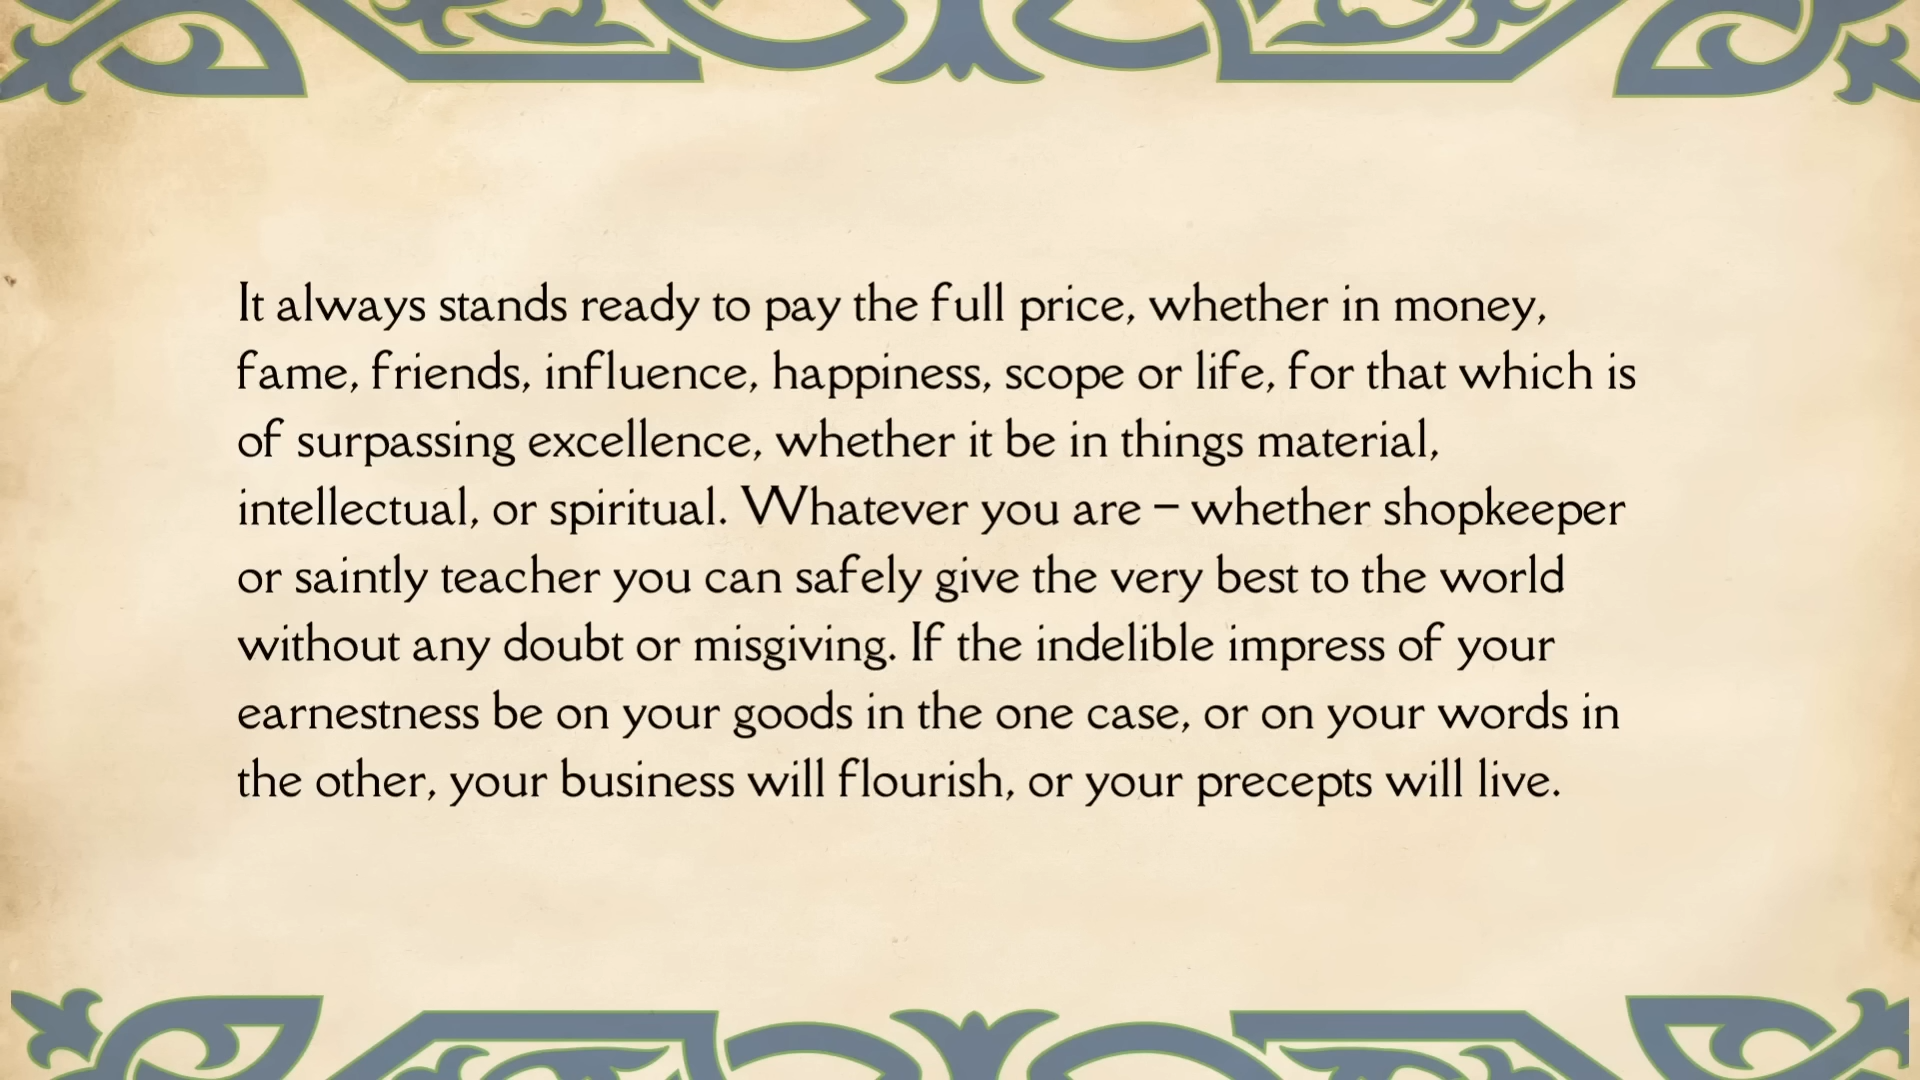 It always stands ready to pay the full price, whether in money,
fame, friends, influence, happiness, scope or life, for that which is
of surpassing excellence, whether it be in things material,
intellectual, or spiritual. Whatever you are – whether shopkeeper
or saintly teacher you can safely give the very best to the world
without any doubt or misgiving. If the indelible impress of your
earnestness be on your goods in the one case, or on your words in
the other, your business will flourish, or your precepts will live.